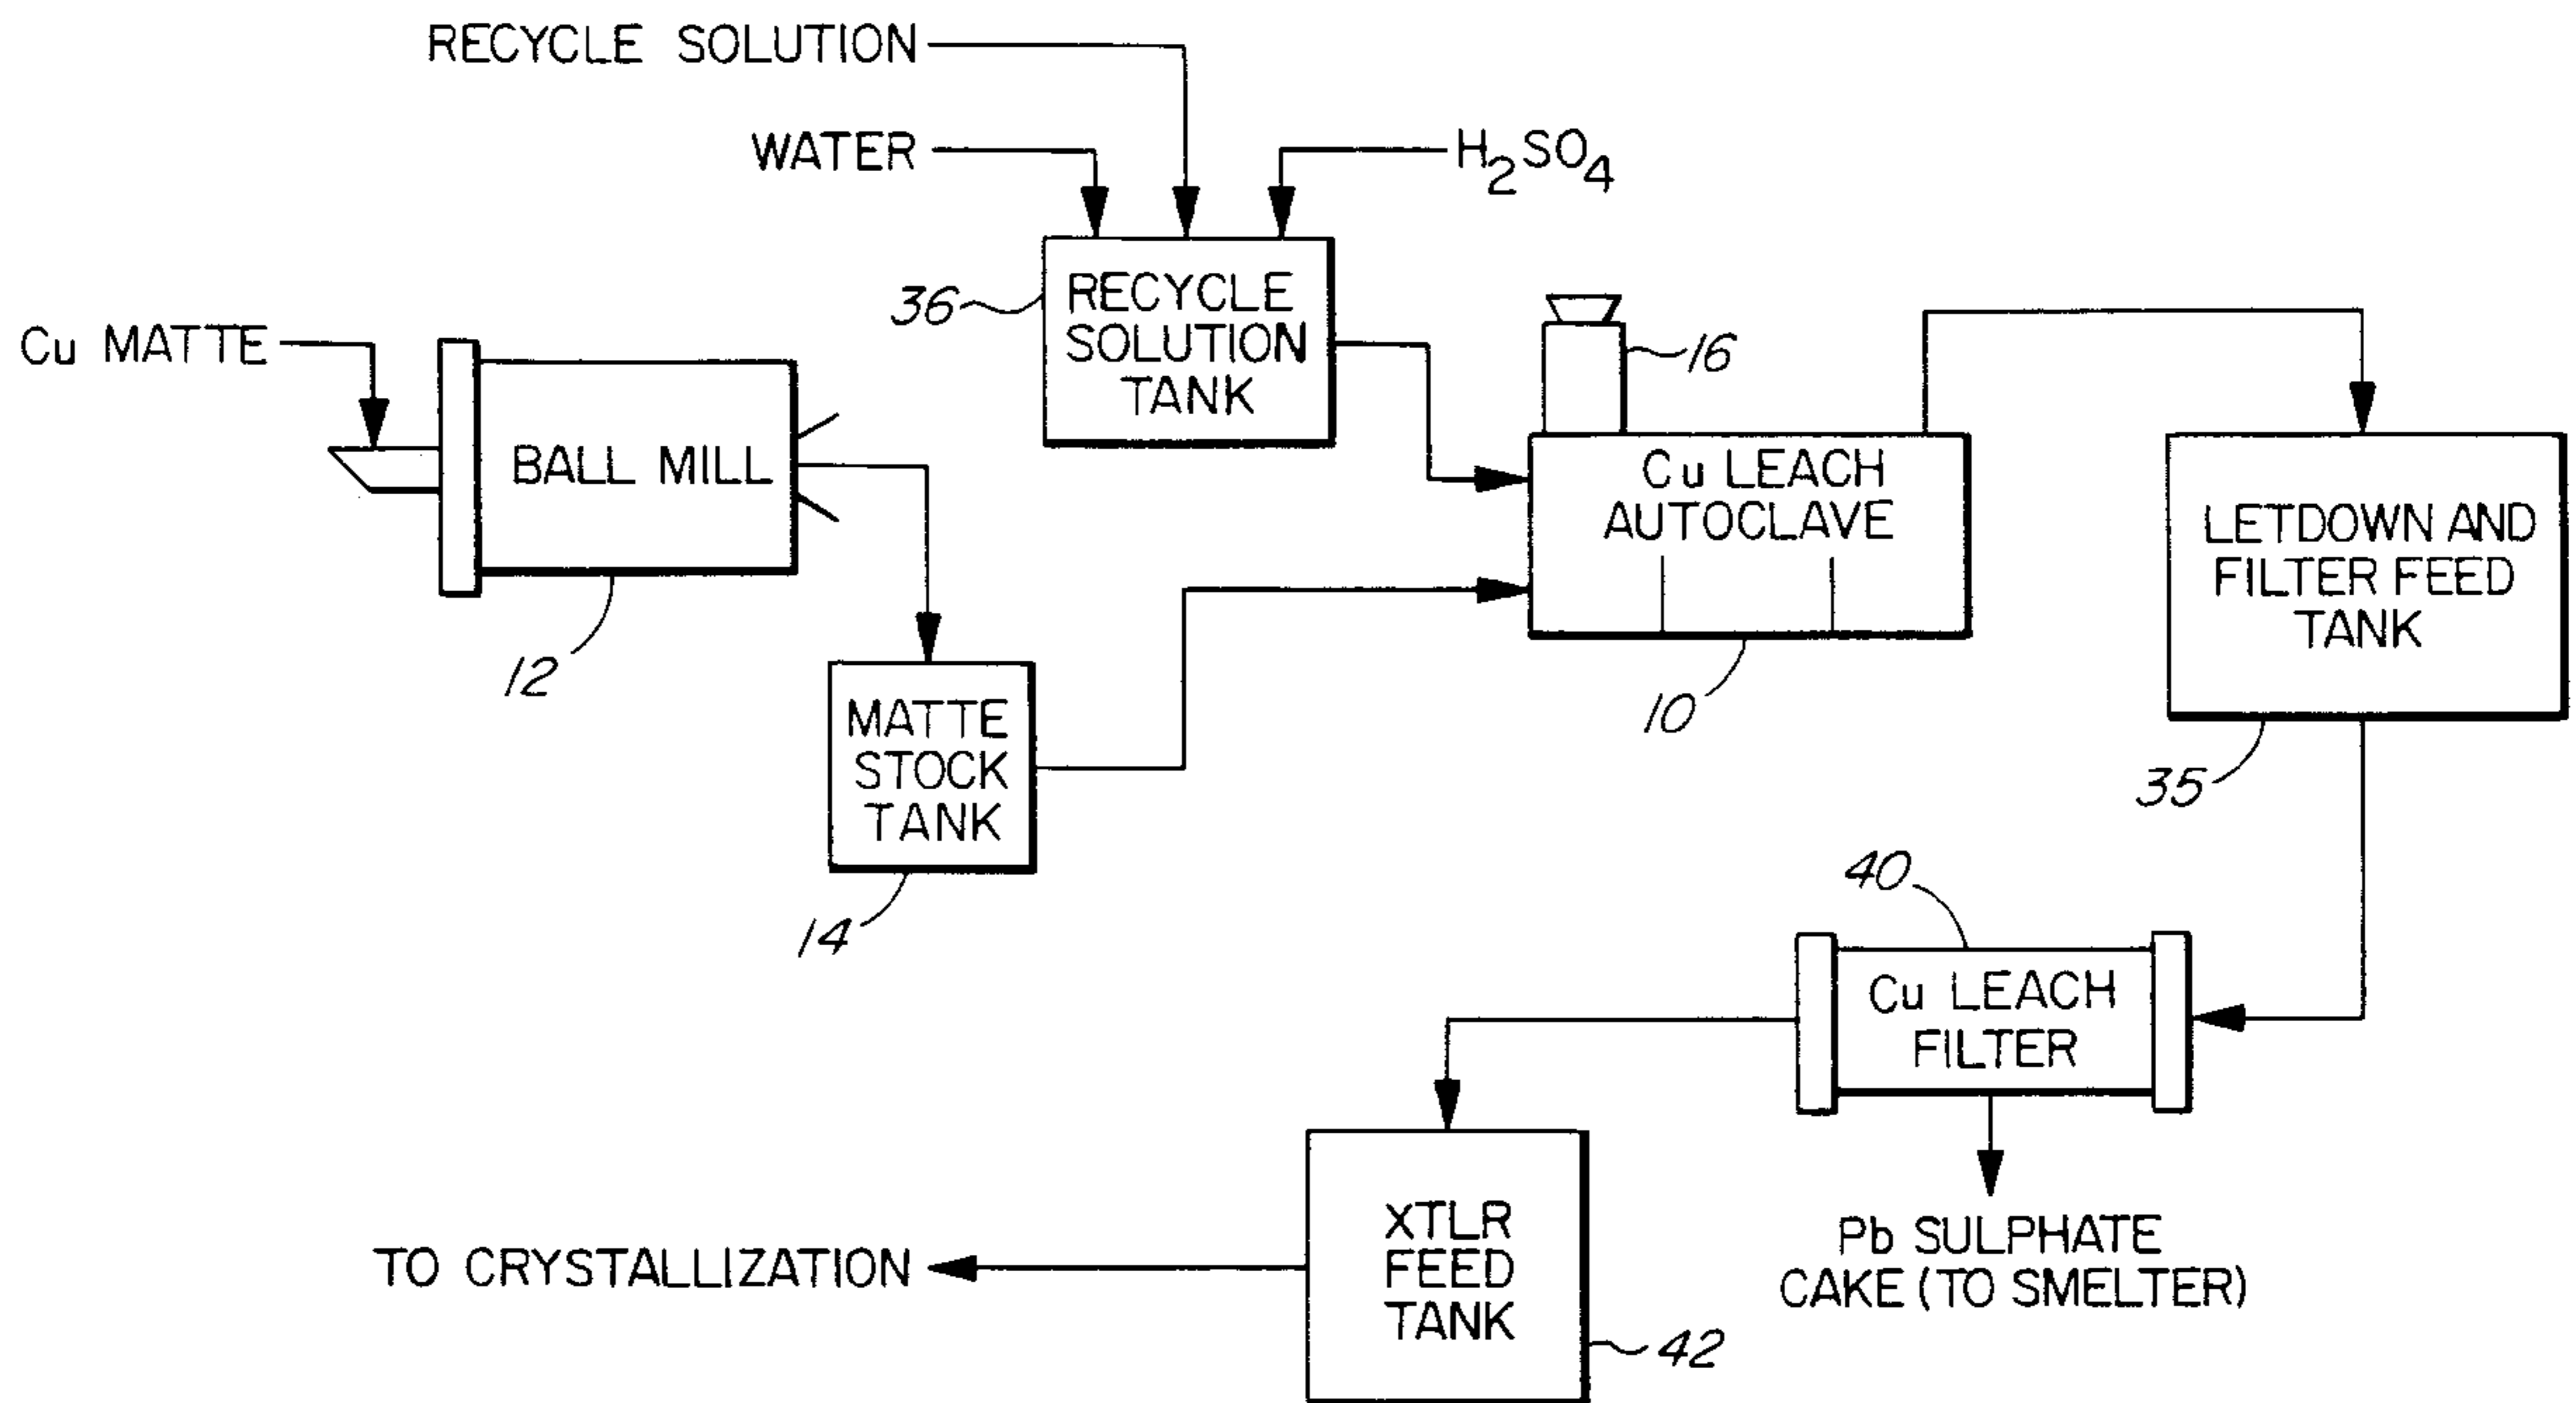 RECYCLE SOLUTION
WATER
H2SO4
36
RECYCLE
SOLUTION
TANK
Cu MATTE
BALL MILL
12
16
Cu LEACH
AUTOCLAVE
10
LETDOWN AND
FILTER FEED
TANK
35
MATTE
STOCK
TANK
14
40
Cu LEACH
FILTER
Pb SULPHATE
CAKE (TO SMELTER)
XTLR
FEED
TANK
42
TO CRYSTALLIZATION